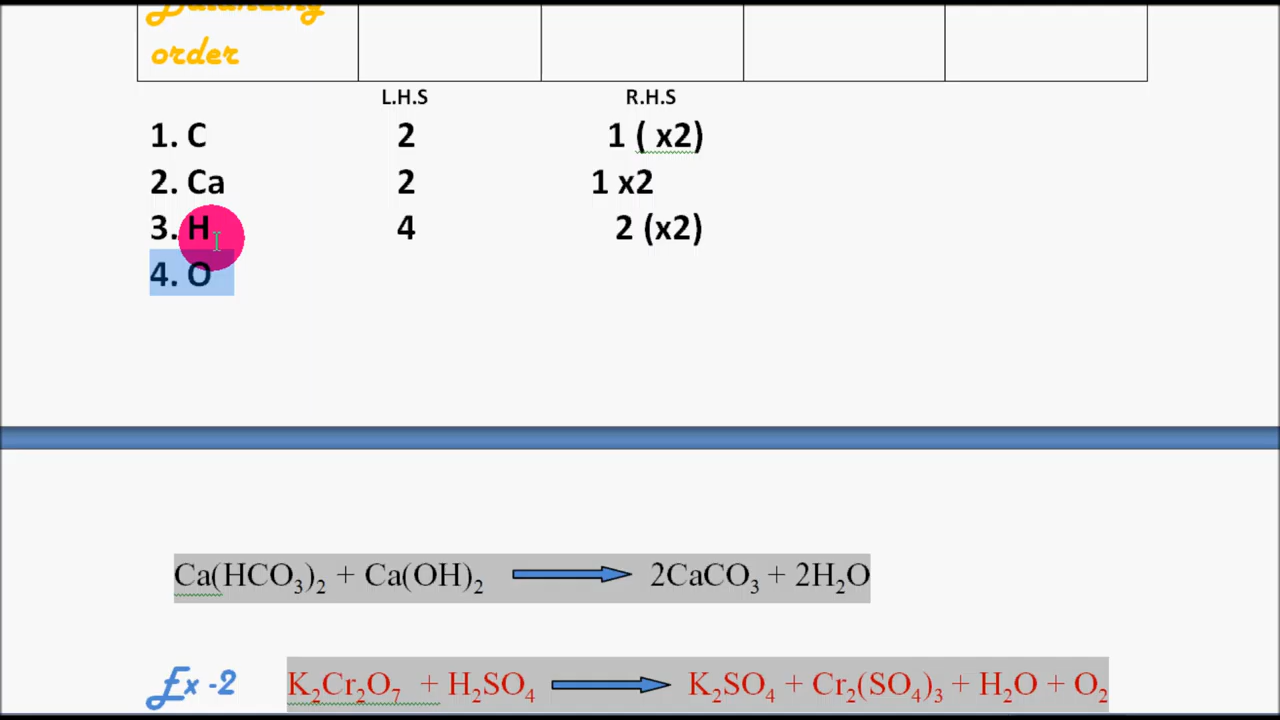 Balancing
order
L.H.S R.H.S
1. C 2 1 ( x2)
2. Ca 2 1 x2
3. H 4 2 (x2)
4. O
Ca(HCO₃)₂ + Ca(OH)₂ → 2CaCO₃ + 2H₂O
Ex -2 K₂Cr₂O₇ + H₂SO₄ → K₂SO₄ + Cr₂(SO₄)₃ + H₂O + O₂